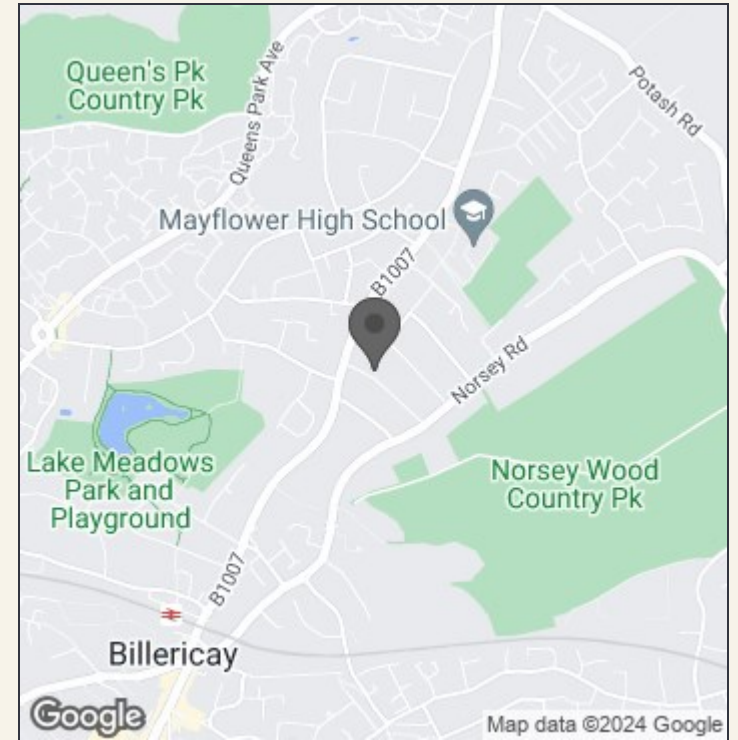 Queen's Pk
Country Pk
Queens Park Ave
Potash Rd
Mayflower High School
B1007
Norsey Rd
Lake Meadows
Park and
Playground
Norsey Wood
Country Pk
B1007
Billericay
Google
Map data ©2024 Google